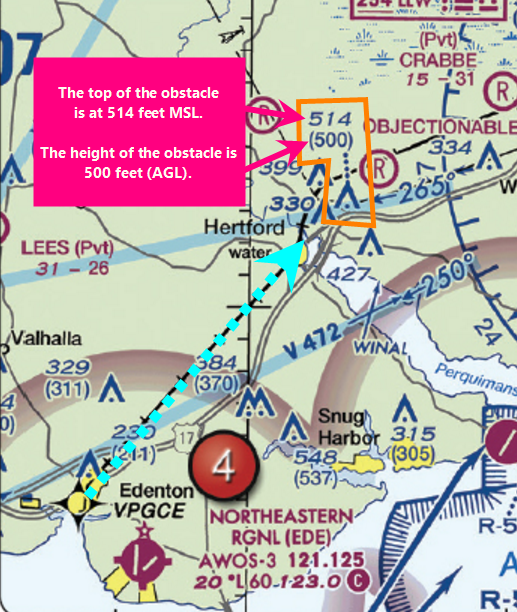 234 LLW
07
(Pvt)
CRABBE
15 - 31
R
The top of the obstacle
is at 514 feet MSL.
The height of the obstacle is
500 feet (AGL).
R
514
(500)
OBJECTIONABLE
334
399
R
265°
330
W
Hertford
water
LEES (Pvt)
31 - 26
427
250°
V 472
WINAL
24
Valhalla
329
(311)
584
(370)
Perquimans
Snug
Harbor
315
(305)
17
(211)
548
(537)
4
Edenton
VPGCE
NORTHEASTERN
RGNL (EDE)
AWOS-3 121.125
20 *L 60 123.0 C
R-5
A
R-5